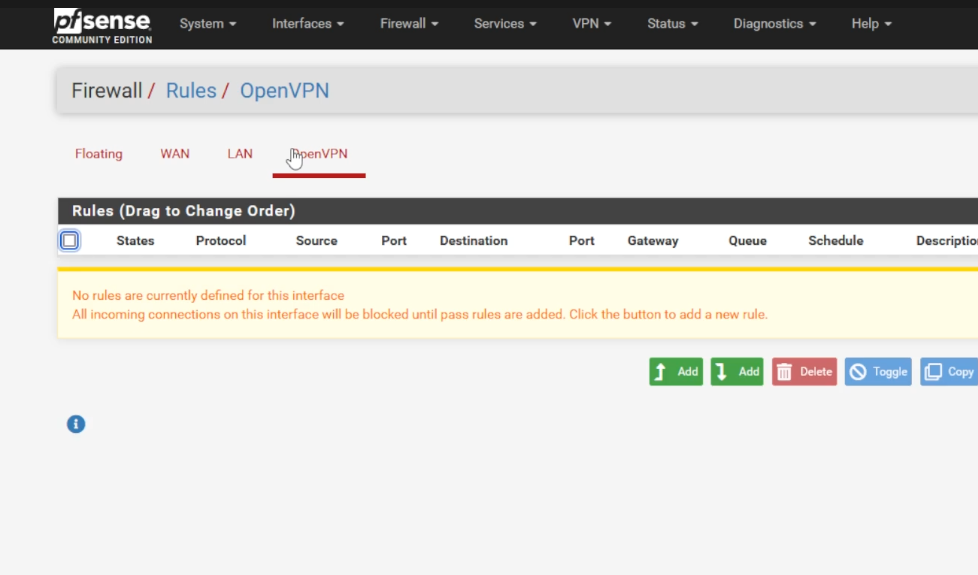 pfsense
COMMUNITY EDITION
System Interfaces Firewall Services VPN Status Diagnostics Help
Firewall / Rules / OpenVPN
Floating WAN LAN OpenVPN
Rules (Drag to Change Order)
States Protocol Source Port Destination Port Gateway Queue Schedule Descriptio
No rules are currently defined for this interface
All incoming connections on this interface will be blocked until pass rules are added. Click the button to add a new rule.
Add Add Delete Toggle Copy